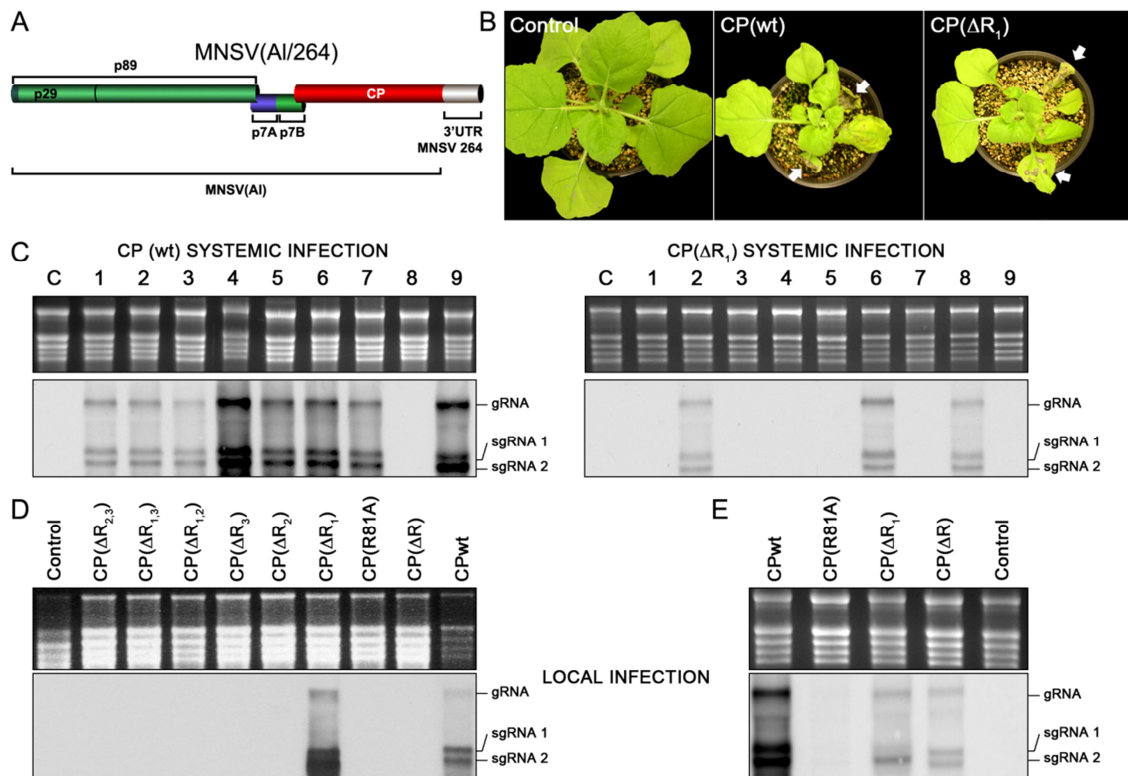 A
MNSV(Al/264)
p89
p29
CP
p7A
p7B
3'UTR
MNSV 264
MNSV(Al)
B
Control
CP(wt)
CP(ΔR1)
C
CP (wt) SYSTEMIC INFECTION
C 1 2 3 4 5 6 7 8 9
gRNA
sgRNA 1
sgRNA 2
CP(ΔR1) SYSTEMIC INFECTION
C 1 2 3 4 5 6 7 8 9
gRNA
sgRNA 1
sgRNA 2
D
Control
CP(ΔR2,3)
CP(ΔR1,3)
CP(ΔR1,2)
CP(ΔR3)
CP(ΔR2)
CP(ΔR1)
CP(R81A)
CP(ΔR)
CPwt
gRNA
sgRNA 1
sgRNA 2
LOCAL INFECTION
E
CPwt
CP(R81A)
CP(ΔR1)
CP(ΔR)
Control
gRNA
sgRNA 1
sgRNA 2